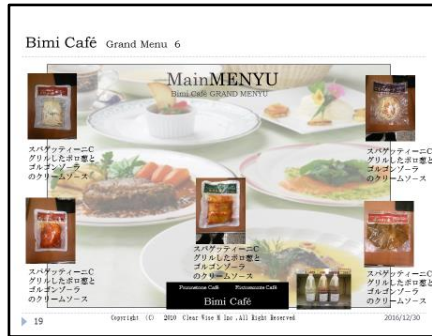 Bimi Café Grand Menu 6
MainMENYU
Bimi Café GRAND MENYU
スパゲッティーニC
グリルしたポロ葱と
ゴルゴンゾーラ
のクリームソース
スパゲッティーニC
グリルしたポロ葱と
ゴルゴンゾーラ
のクリームソース
スパゲッティーニC
グリルしたポロ葱と
ゴルゴンゾーラ
のクリームソース
スパゲッティーニC
グリルしたポロ葱と
ゴルゴンゾーラ
のクリームソース
スパゲッティーニC
グリルしたポロ葱と
ゴルゴンゾーラ
のクリームソース
Bimi Café
19
Copyright (C) 2010 Clear Wise H Inc ,All Right Reserved
2016/12/30